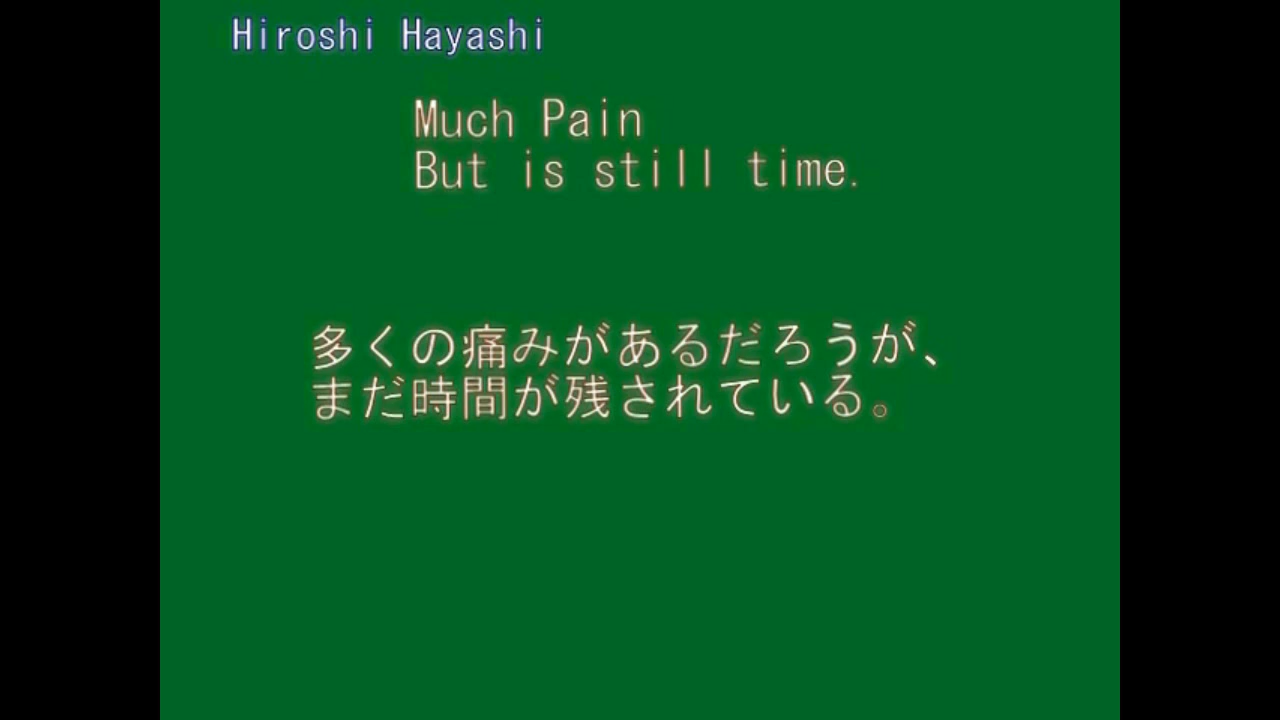 Hiroshi Hayashi
Much Pain
But is still time.
多くの痛みがあるだろうが、
まだ時間が残されている。